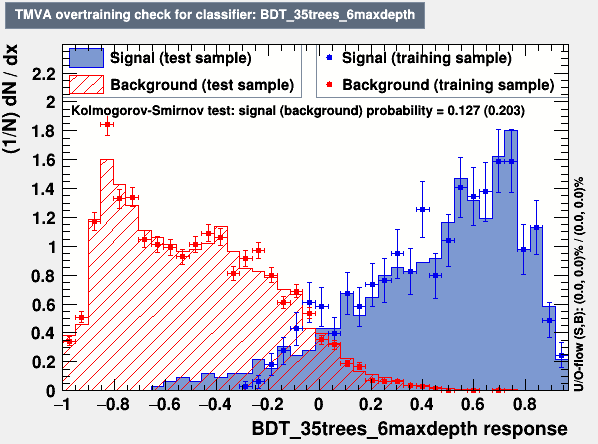 TMVA overtraining check for classifier: BDT_35trees_6maxdepth
(1/N) dN / dx
Signal (test sample)
Background (test sample)
Signal (training sample)
Background (training sample)
Kolmogorov-Smirnov test: signal (background) probability = 0.127 (0.203)
2.2
2
1.8
1.6
1.4
1.2
1
0.8
0.6
0.4
0.2
0
−1 −0.8 −0.6 −0.4 −0.2 0 0.2 0.4 0.6 0.8
BDT_35trees_6maxdepth response
U/O-flow (S,B): (0.0, 0.0)% / (0.0, 0.0)%